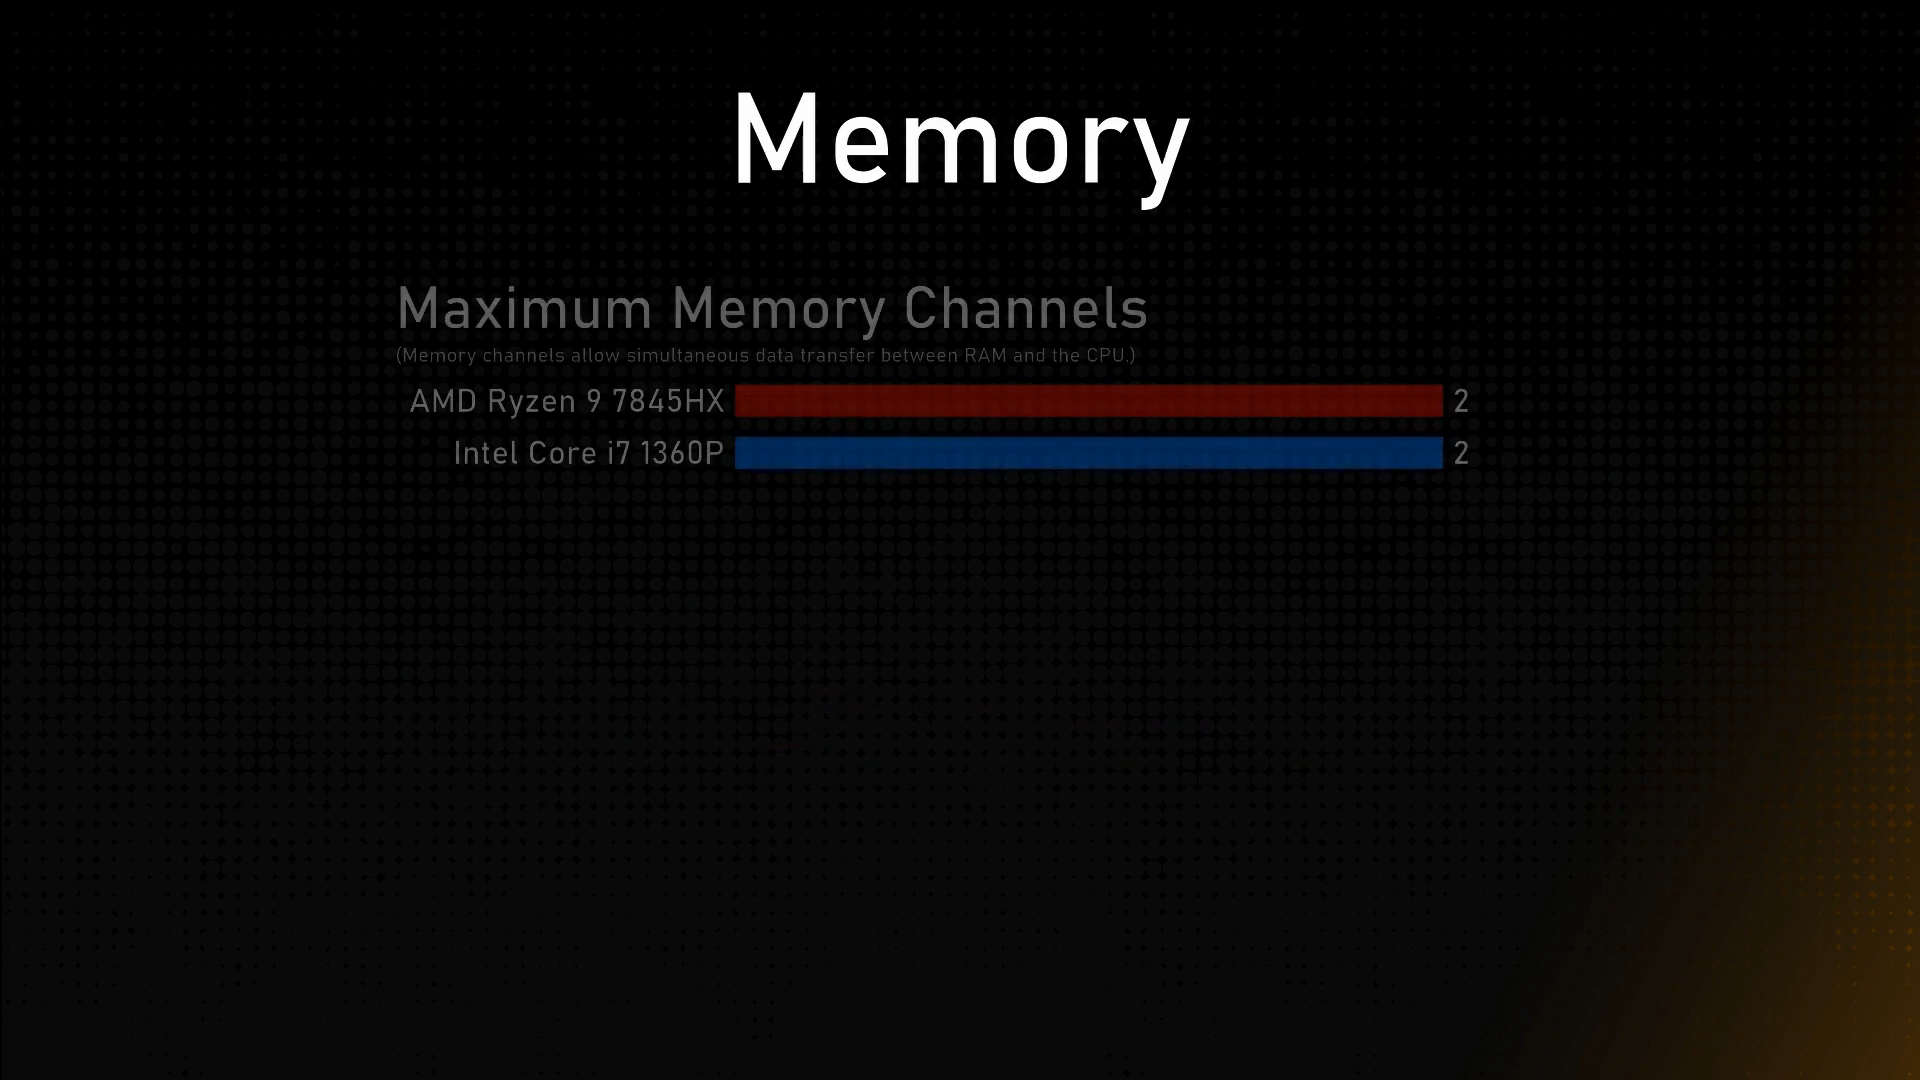 Memory
Maximum Memory Channels
(Memory channels allow simultaneous data transfer between RAM and the CPU.)
AMD Ryzen 9 7845HX 2
Intel Core i7 1360P 2